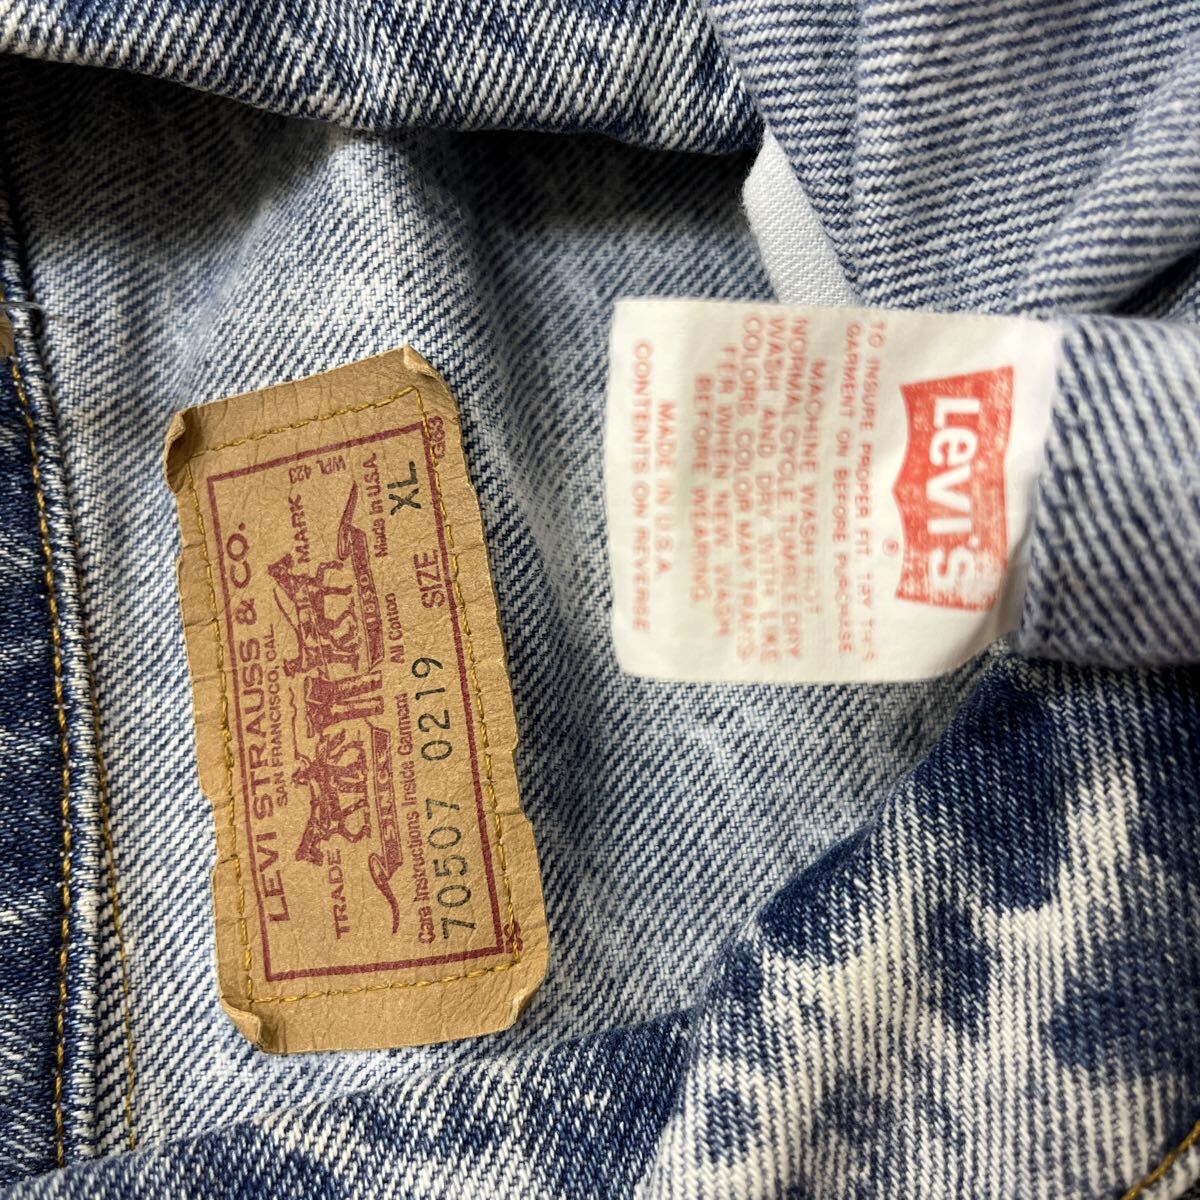 LEVI STRAUSS & CO.
SAN FRANCISCO, CAL.
TRADE MARK
WPL 423
Care Instructions Inside Garment All Cotton Made in U.S.A.
70507 0219 SIZE XL
LEVI'S
®
TO INSURE PROPER FIT TRY THIS
GARMENT ON BEFORE PURCHASE
MACHINE WASH HOT
NORMAL CYCLE TUMBLE DRY
WASH AND DRY WITH LIKE
COLORS. COLOR MAY TRANS-
FER WHEN NEW. WASH
BEFORE WEARING.
MADE IN U.S.A.
CONTENTS ON REVERSE